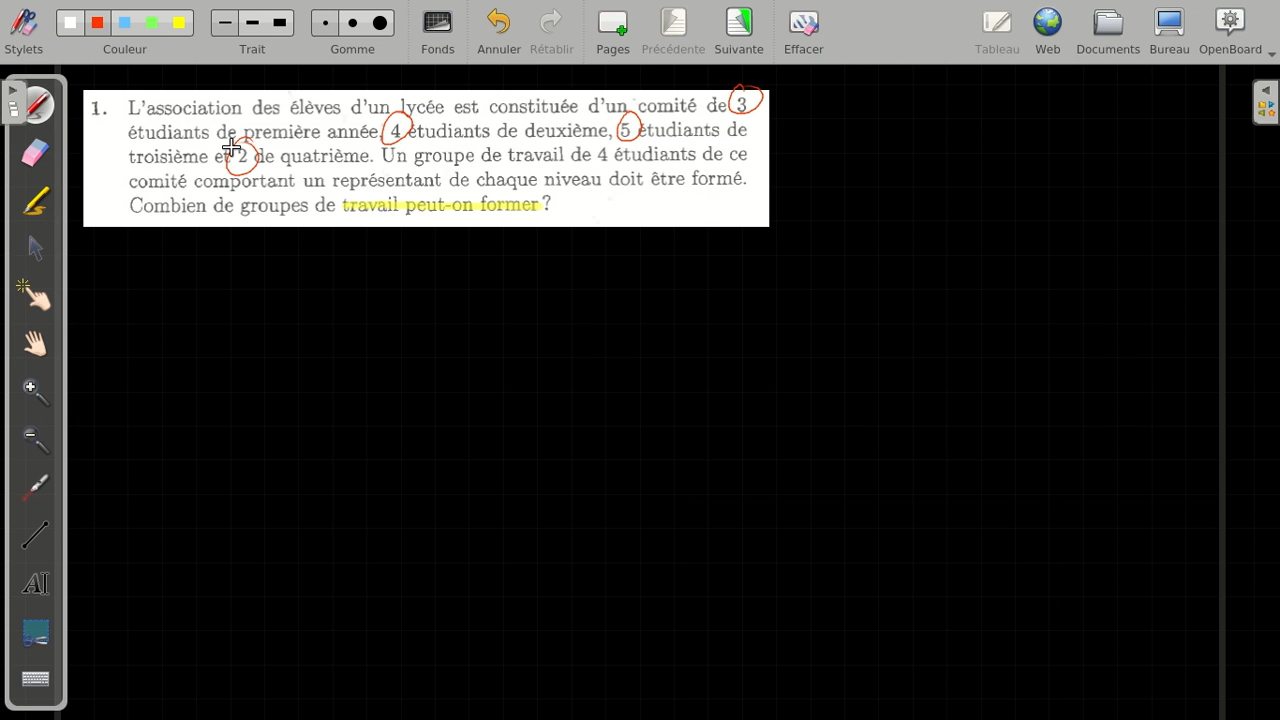 Stylets Couleur Trait Gomme Fonds Annuler Rétablir Pages Précédente Suivante Effacer Tableau Web Documents Bureau OpenBoard
1. L'association des élèves d'un lycée est constituée d'un comité de 3
étudiants de première année, 4 étudiants de deuxième, 5 étudiants de
troisième et 2 de quatrième. Un groupe de travail de 4 étudiants de ce
comité comportant un représentant de chaque niveau doit être formé.
Combien de groupes de travail peut-on former ?
AI